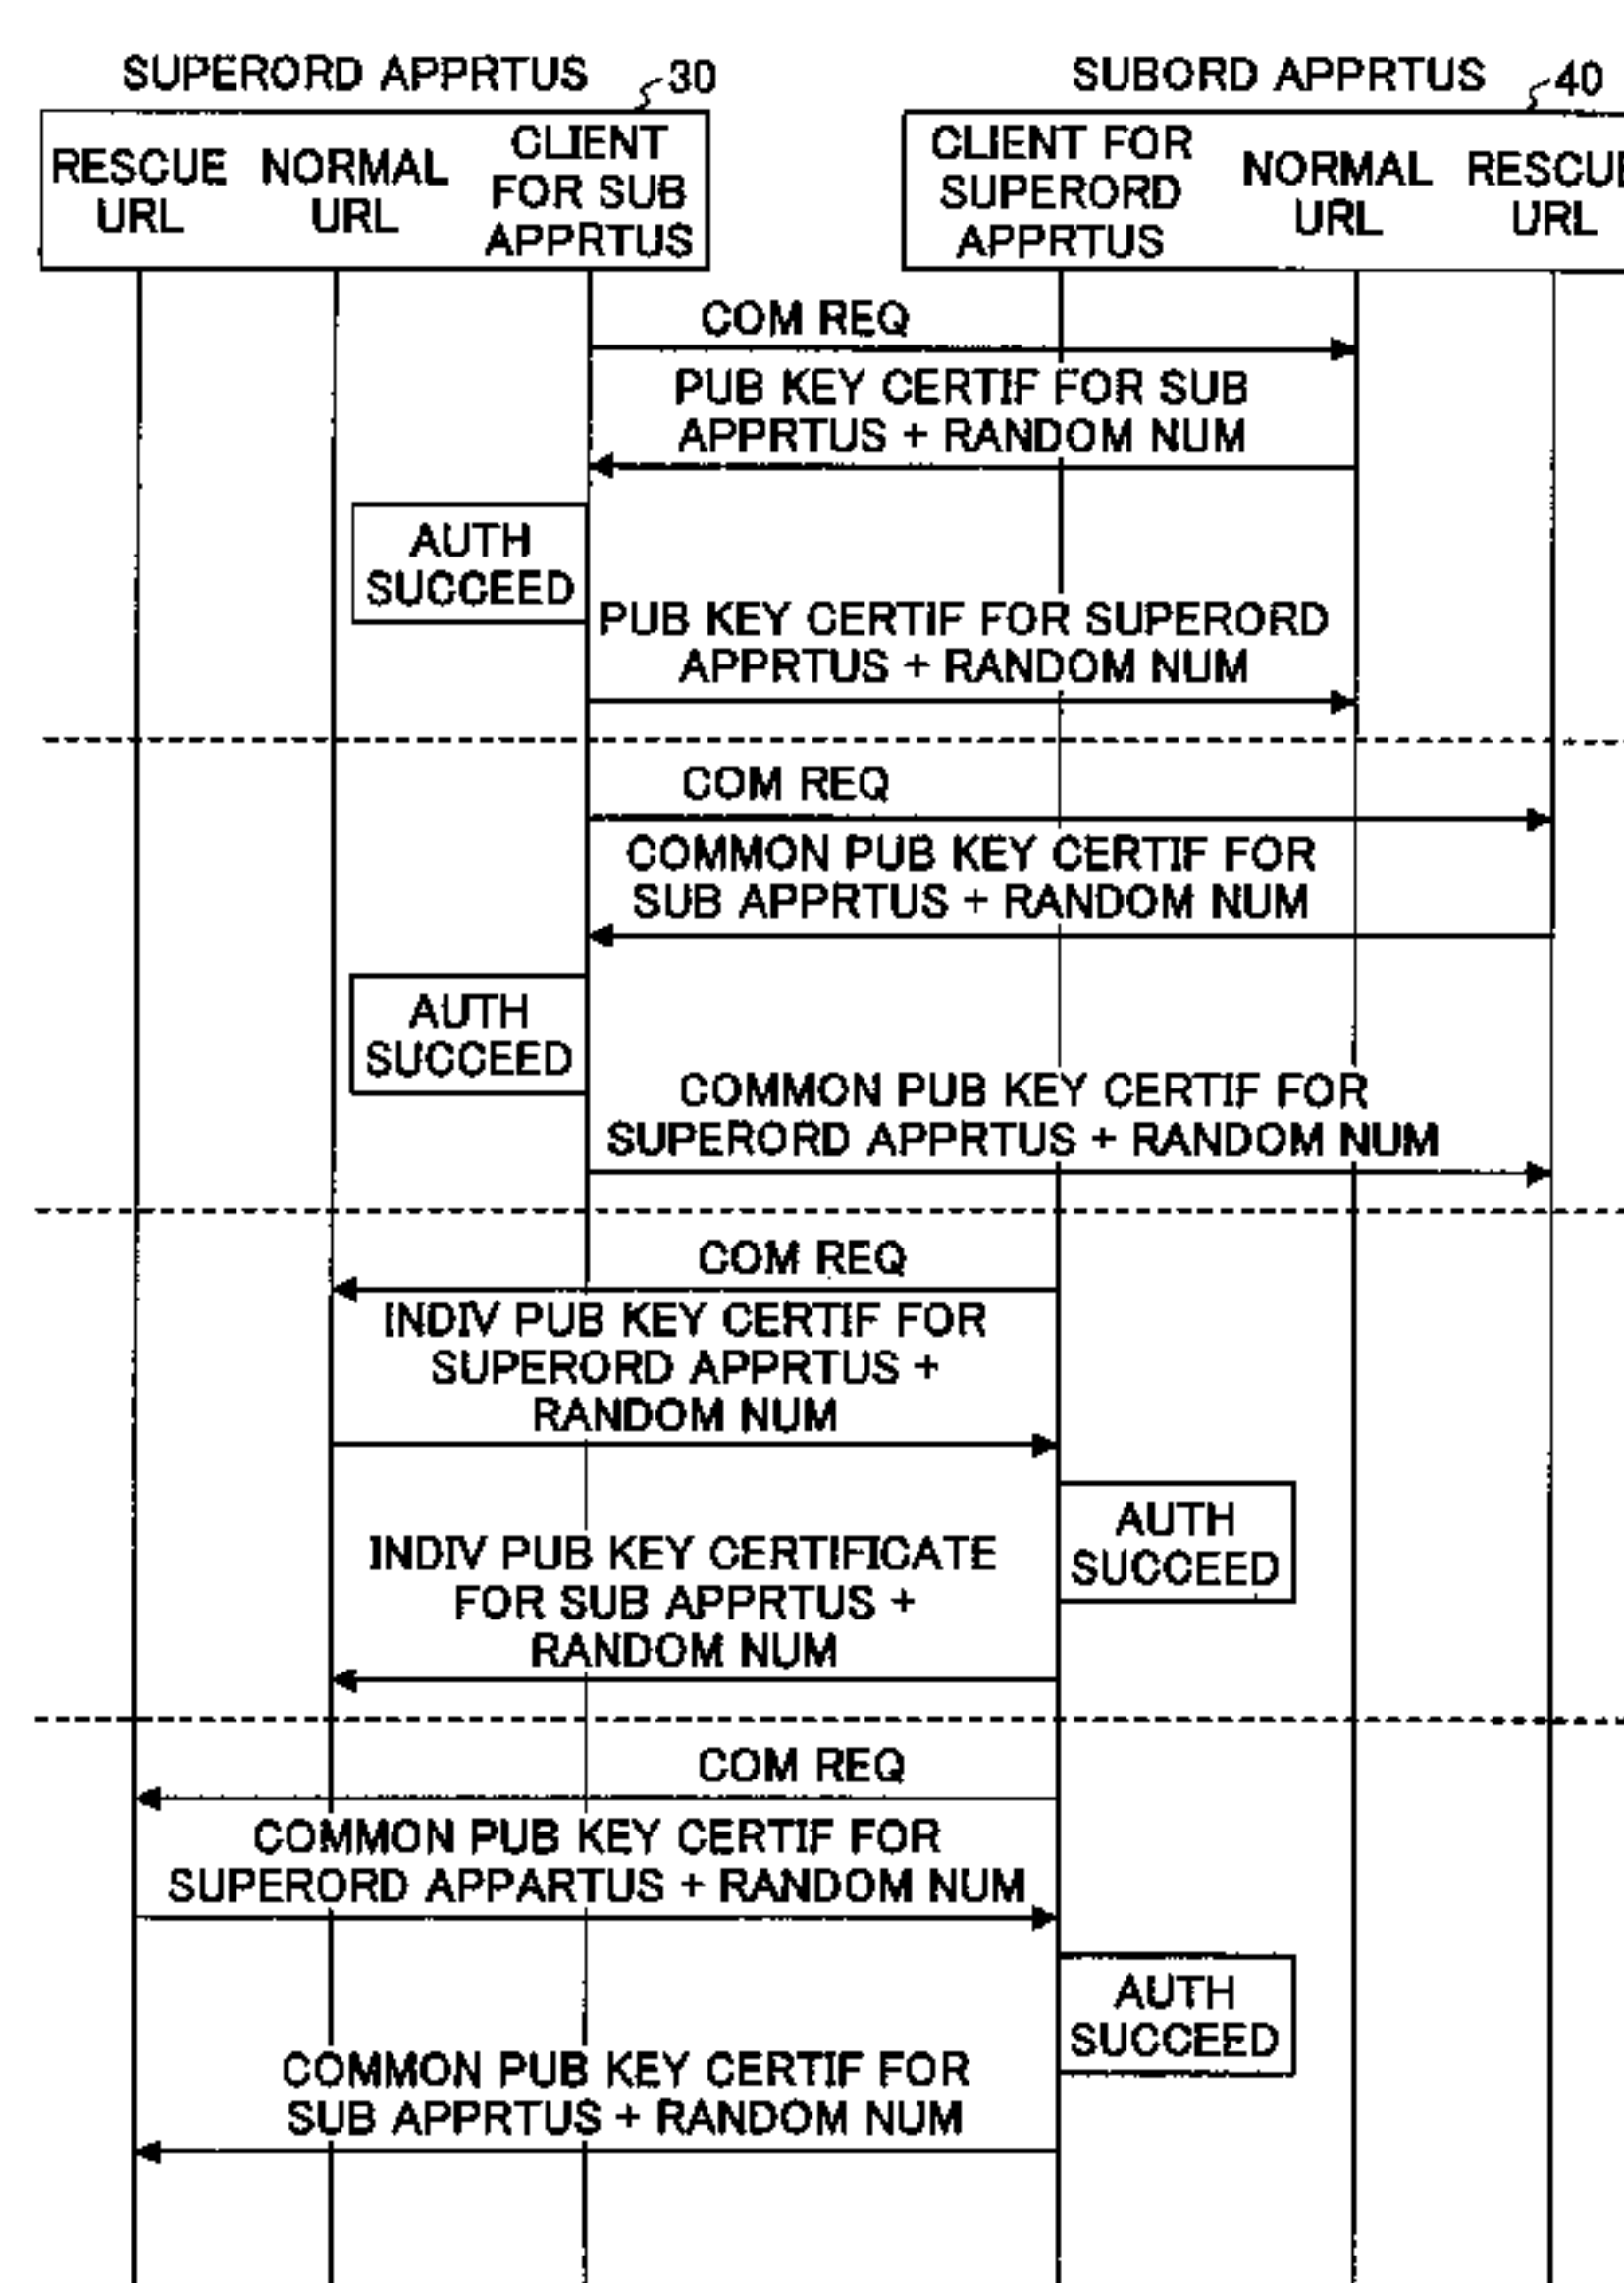 SUPERORD APPRTUS 30
SUBORD APPRTUS 40
RESCUE
URL
NORMAL
URL
CLIENT
FOR SUB
APPRTUS
CLIENT FOR
SUPERORD
APPRTUS
NORMAL
URL
RESCUE
URL
COM REQ
PUB KEY CERTIF FOR SUB
APPRTUS + RANDOM NUM
AUTH
SUCCEED
PUB KEY CERTIF FOR SUPERORD
APPRTUS + RANDOM NUM
COM REQ
COMMON PUB KEY CERTIF FOR
SUB APPRTUS + RANDOM NUM
AUTH
SUCCEED
COMMON PUB KEY CERTIF FOR
SUPERORD APPRTUS + RANDOM NUM
COM REQ
INDIV PUB KEY CERTIF FOR
SUPERORD APPRTUS +
RANDOM NUM
AUTH
SUCCEED
INDIV PUB KEY CERTIFICATE
FOR SUB APPRTUS +
RANDOM NUM
COM REQ
COMMON PUB KEY CERTIF FOR
SUPERORD APPARTUS + RANDOM NUM
AUTH
SUCCEED
COMMON PUB KEY CERTIF FOR
SUB APPRTUS + RANDOM NUM